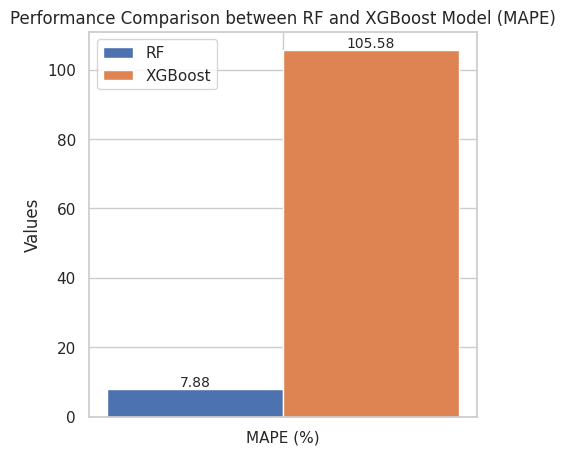 Performance Comparison between RF and XGBoost Model (MAPE)
RF
XGBoost
105.58
100
80
60
40
20
0
7.88
Values
MAPE (%)